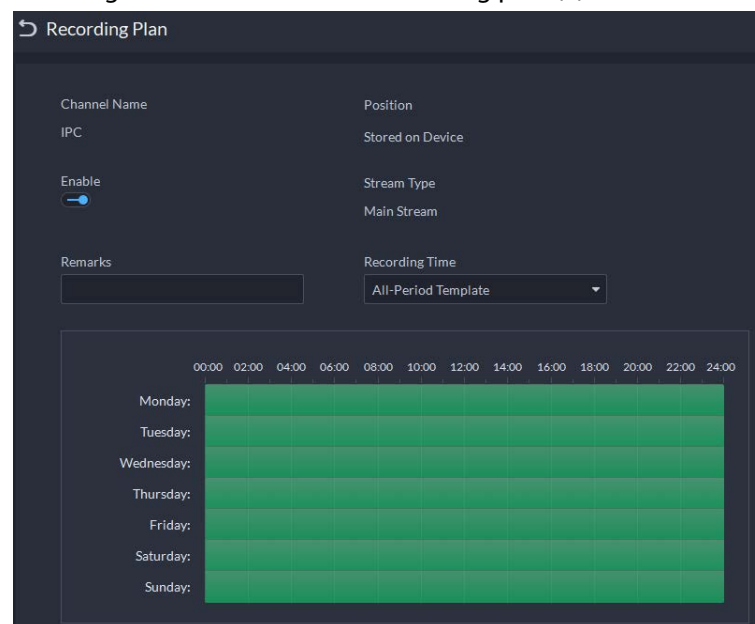 Recording Plan
Channel Name
Position
IPC
Stored on Device
Enable
Stream Type
Main Stream
Remarks
Recording Time
All-Period Template
00:00 02:00 04:00 06:00 08:00 10:00 12:00 14:00 16:00 18:00 20:00 22:00 24:00
Monday:
Tuesday:
Wednesday:
Thursday:
Friday:
Saturday:
Sunday: